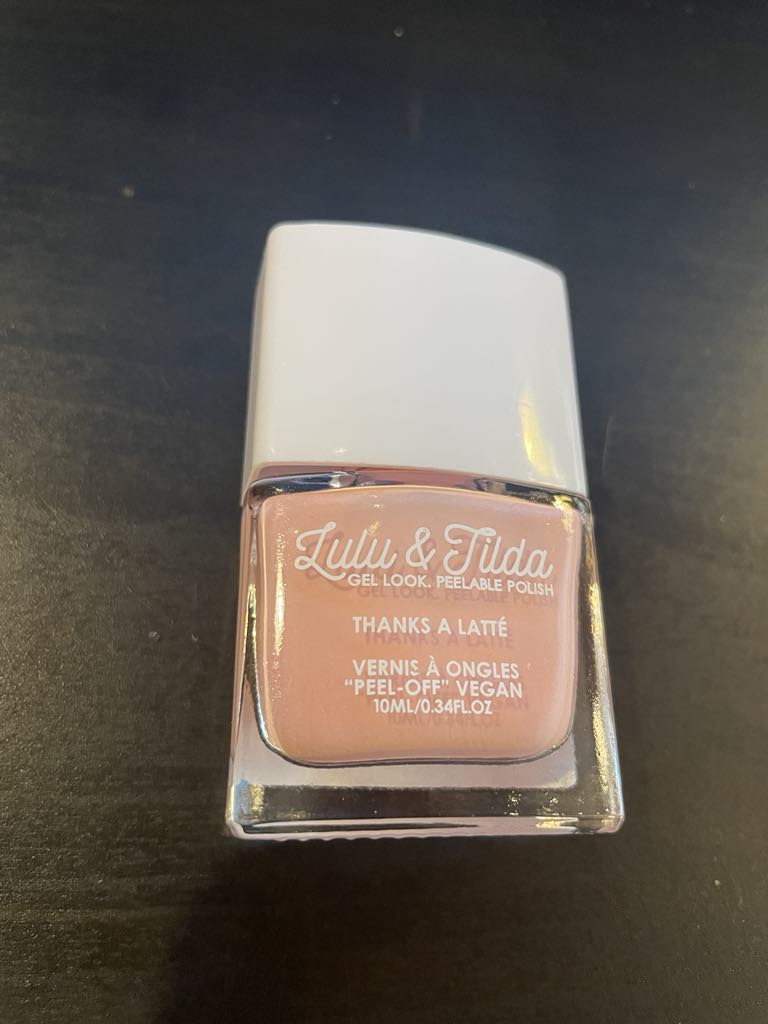 Lulu & Tilda
GEL LOOK. PEELABLE POLISH
THANKS A LATTÉ
VERNIS À ONGLES
“PEEL-OFF” VEGAN
10ML/0.34FL.OZ